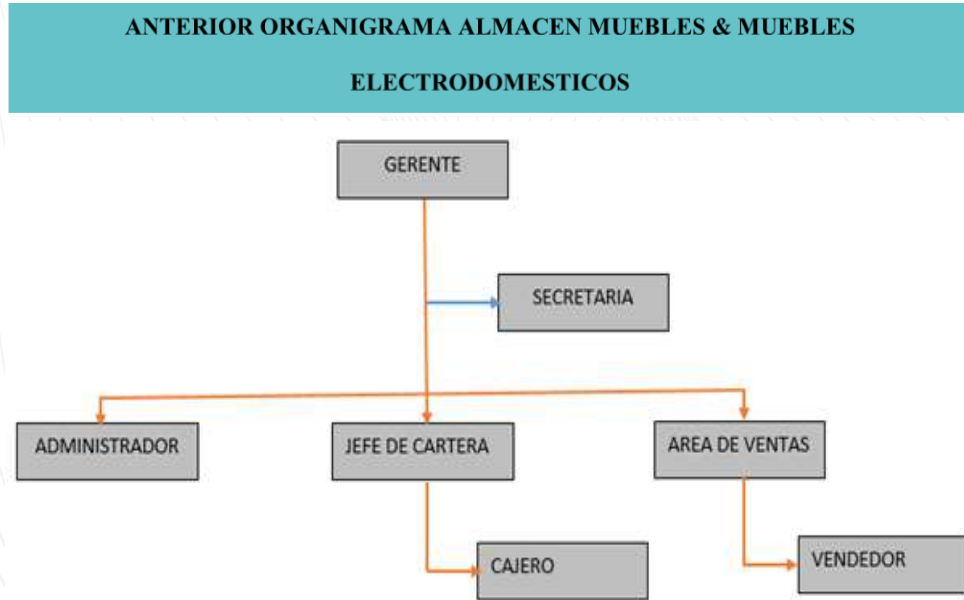 ANTERIOR ORGANIGRAMA ALMACEN MUEBLES & MUEBLES
ELECTRODOMESTICOS
GERENTE
SECRETARIA
ADMINISTRADOR
JEFE DE CARTERA
AREA DE VENTAS
CAJERO
VENDEDOR